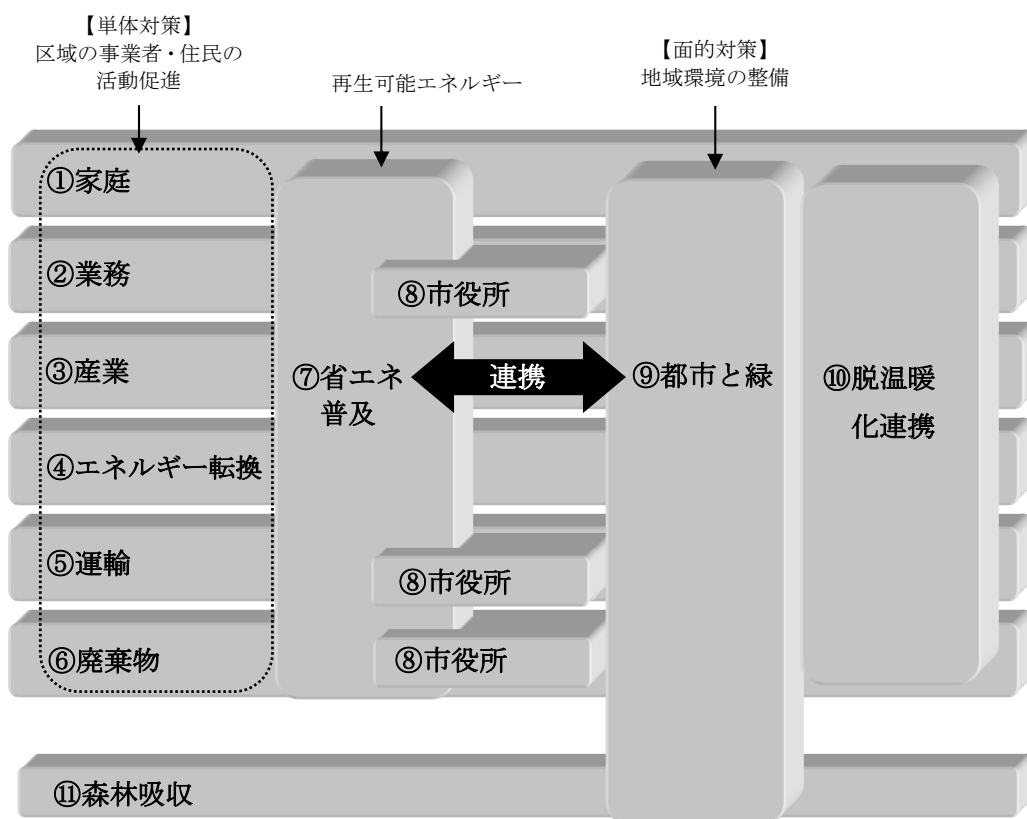 【単体対策】
区域の事業者・住民の
活動促進
再生可能エネルギー
【面的対策】
地域環境の整備
①家庭
②業務
⑧市役所
③産業
⑦省エネ
普及
連携
⑨都市と緑
⑩脱温暖
化連携
④エネルギー転換
⑤運輸
⑧市役所
⑥廃棄物
⑧市役所
⑪森林吸収